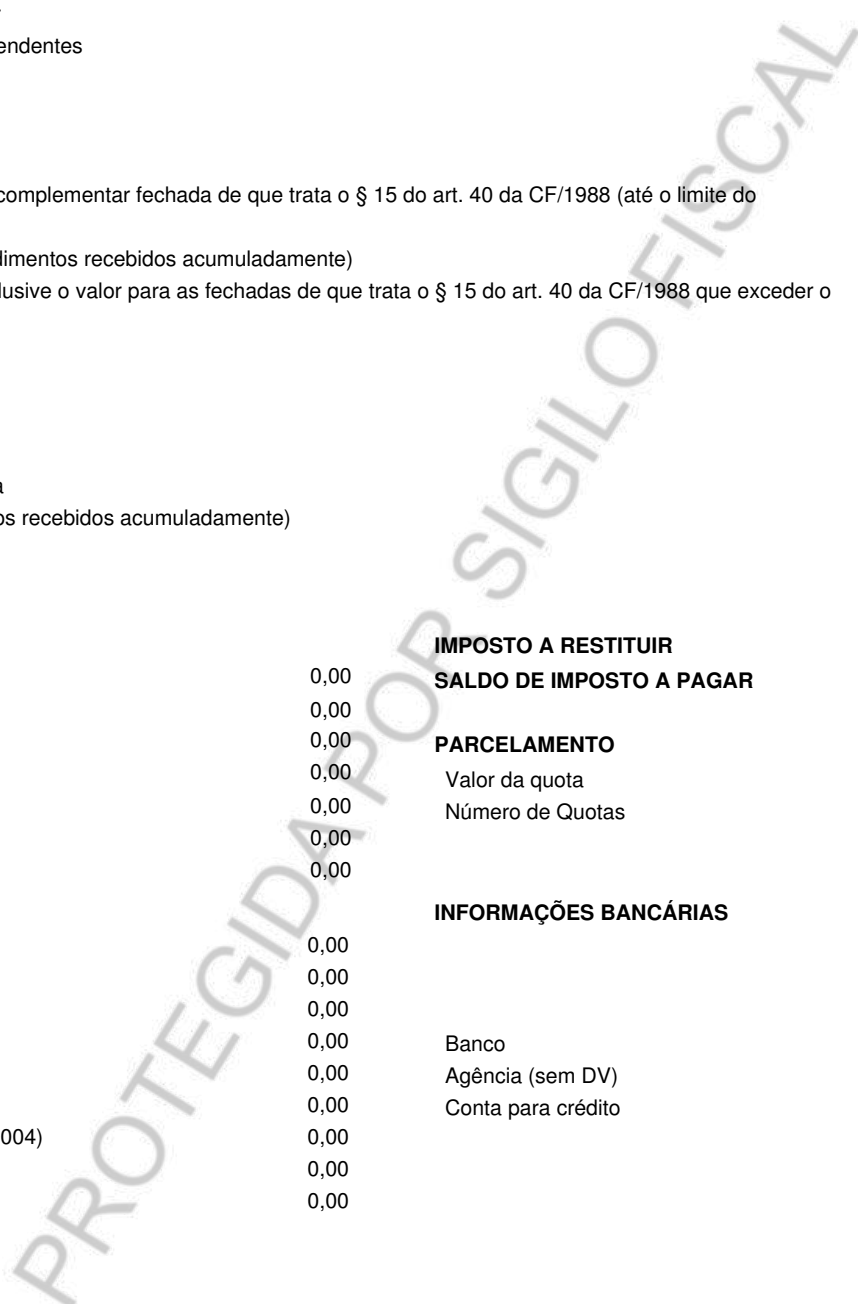 endentes
complementar fechada de que trata o § 15 do art. 40 da CF/1988 (até o limite do
dimentos recebidos acumuladamente)
lusive o valor para as fechadas de que trata o § 15 do art. 40 da CF/1988 que exceder o
a
os recebidos acumuladamente)
IMPOSTO A RESTITUIR
0,00 SALDO DE IMPOSTO A PAGAR
0,00
0,00 PARCELAMENTO
0,00 Valor da quota
0,00 Número de Quotas
0,00
0,00
INFORMAÇÕES BANCÁRIAS
0,00
0,00
0,00
0,00 Banco
0,00 Agência (sem DV)
0,00 Conta para crédito
004) 0,00
0,00
0,00
PROTEGIDA POR SIGILO FISCAL